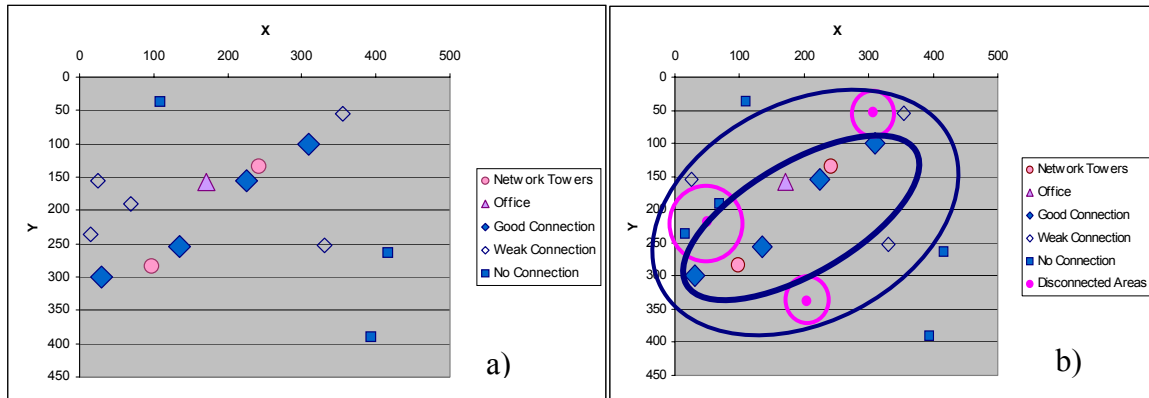 X
0 100 200 300 400 500
0
50
100
150
200
250
300
350
400
450
Y
Network Towers
Office
Good Connection
Weak Connection
No Connection
a)
X
0 100 200 300 400 500
0
50
100
150
200
250
300
350
400
450
Y
Network Towers
Office
Good Connection
Weak Connection
No Connection
Disconnected Areas
b)